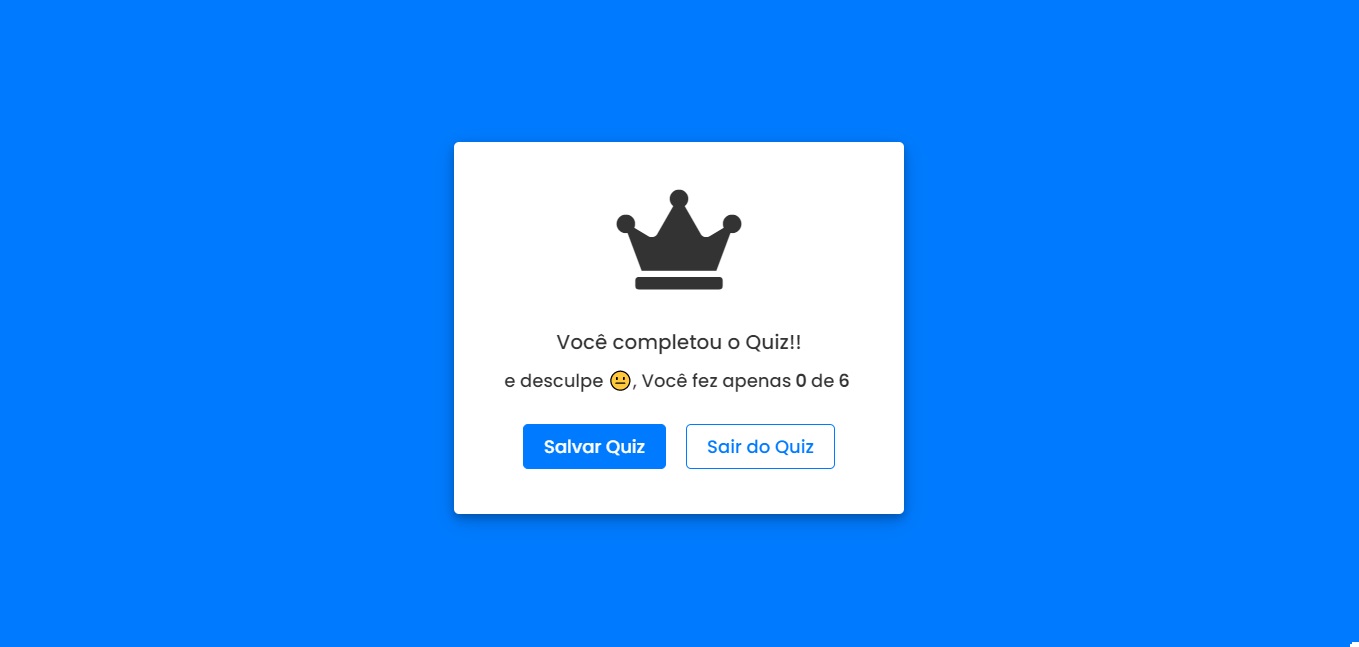 Você completou o Quiz!!
e desculpe 😐, Você fez apenas 0 de 6
Salvar Quiz
Sair do Quiz